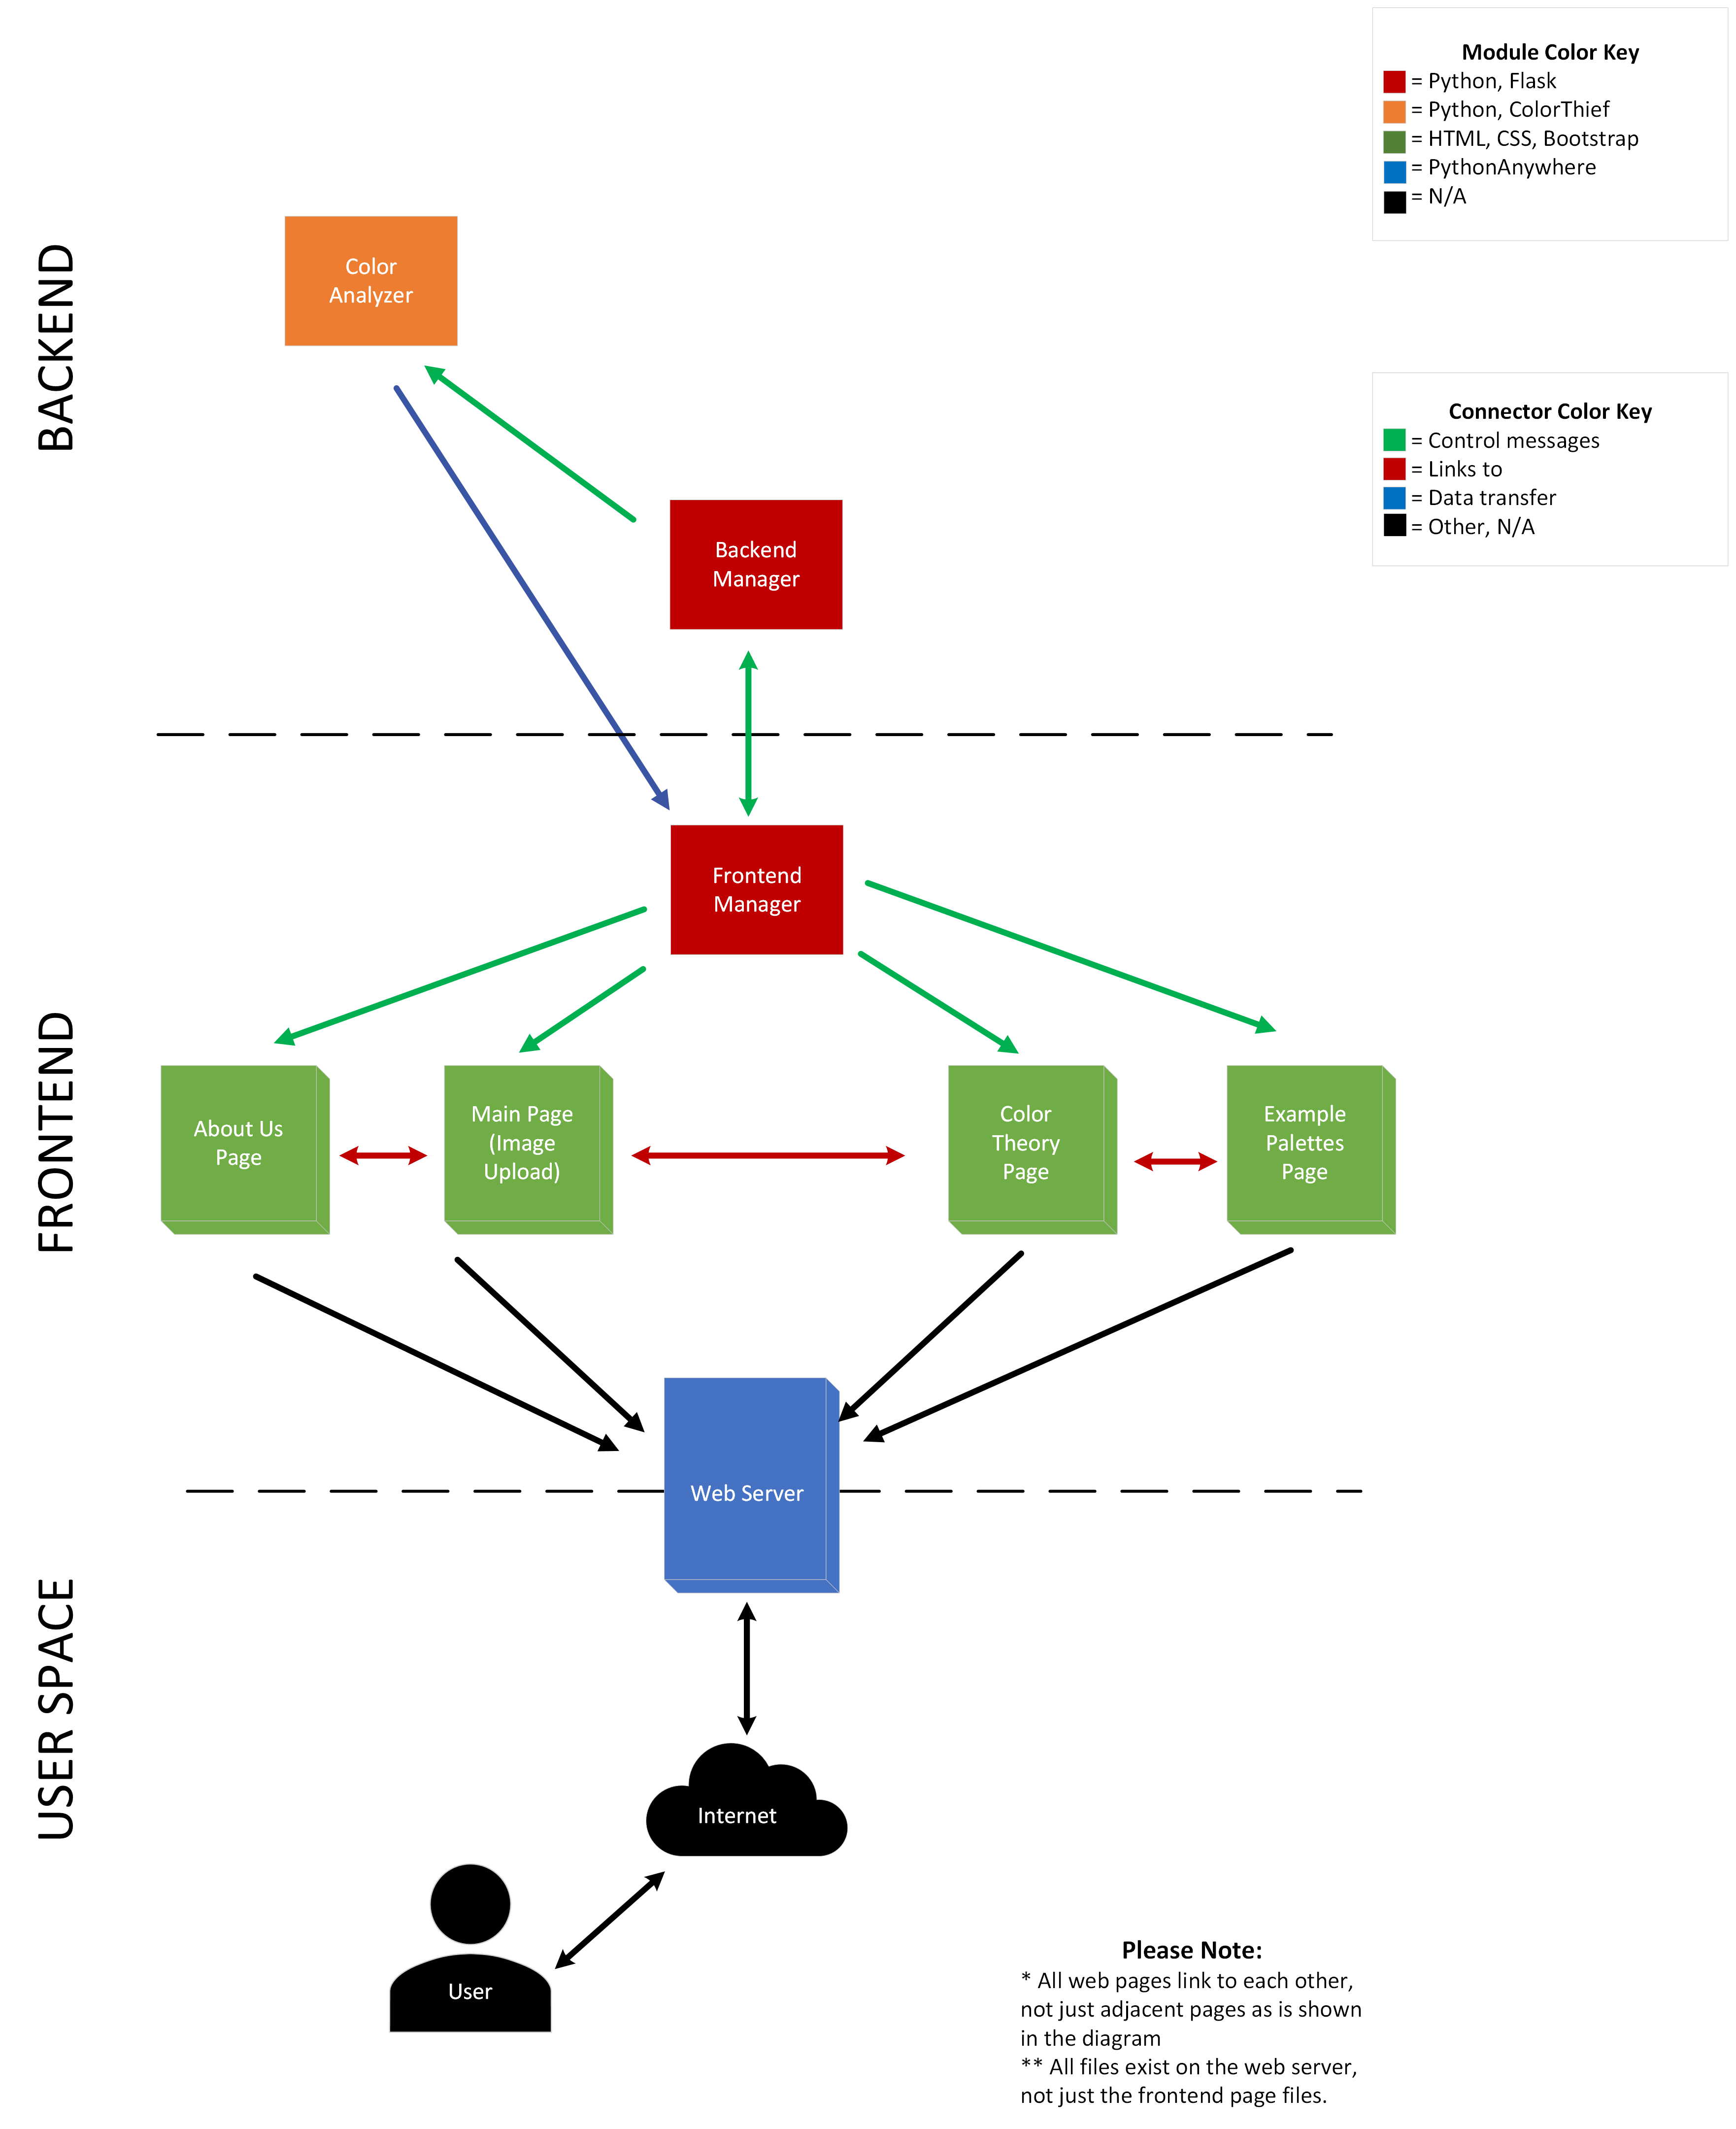 Module Color Key
= Python, Flask
= Python, ColorThief
= HTML, CSS, Bootstrap
= PythonAnywhere
= N/A
BACKEND
Color
Analyzer
Connector Color Key
= Control messages
= Links to
= Data transfer
= Other, N/A
Backend
Manager
Frontend
Manager
FRONTEND
About Us
Page
Main Page
(Image
Upload)
Color
Theory
Page
Example
Palettes
Page
Web Server
USER SPACE
Internet
User
Please Note:
* All web pages link to each other,
not just adjacent pages as is shown
in the diagram
** All files exist on the web server,
not just the frontend page files.